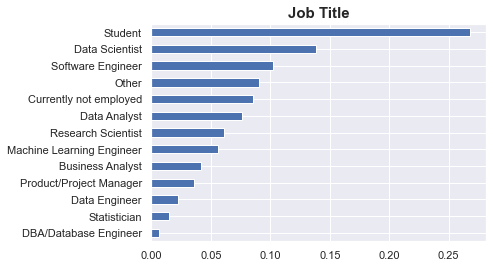 Job Title
Student
Data Scientist
Software Engineer
Other
Currently not employed
Data Analyst
Research Scientist
Machine Learning Engineer
Business Analyst
Product/Project Manager
Data Engineer
Statistician
DBA/Database Engineer
0.00 0.05 0.10 0.15 0.20 0.25